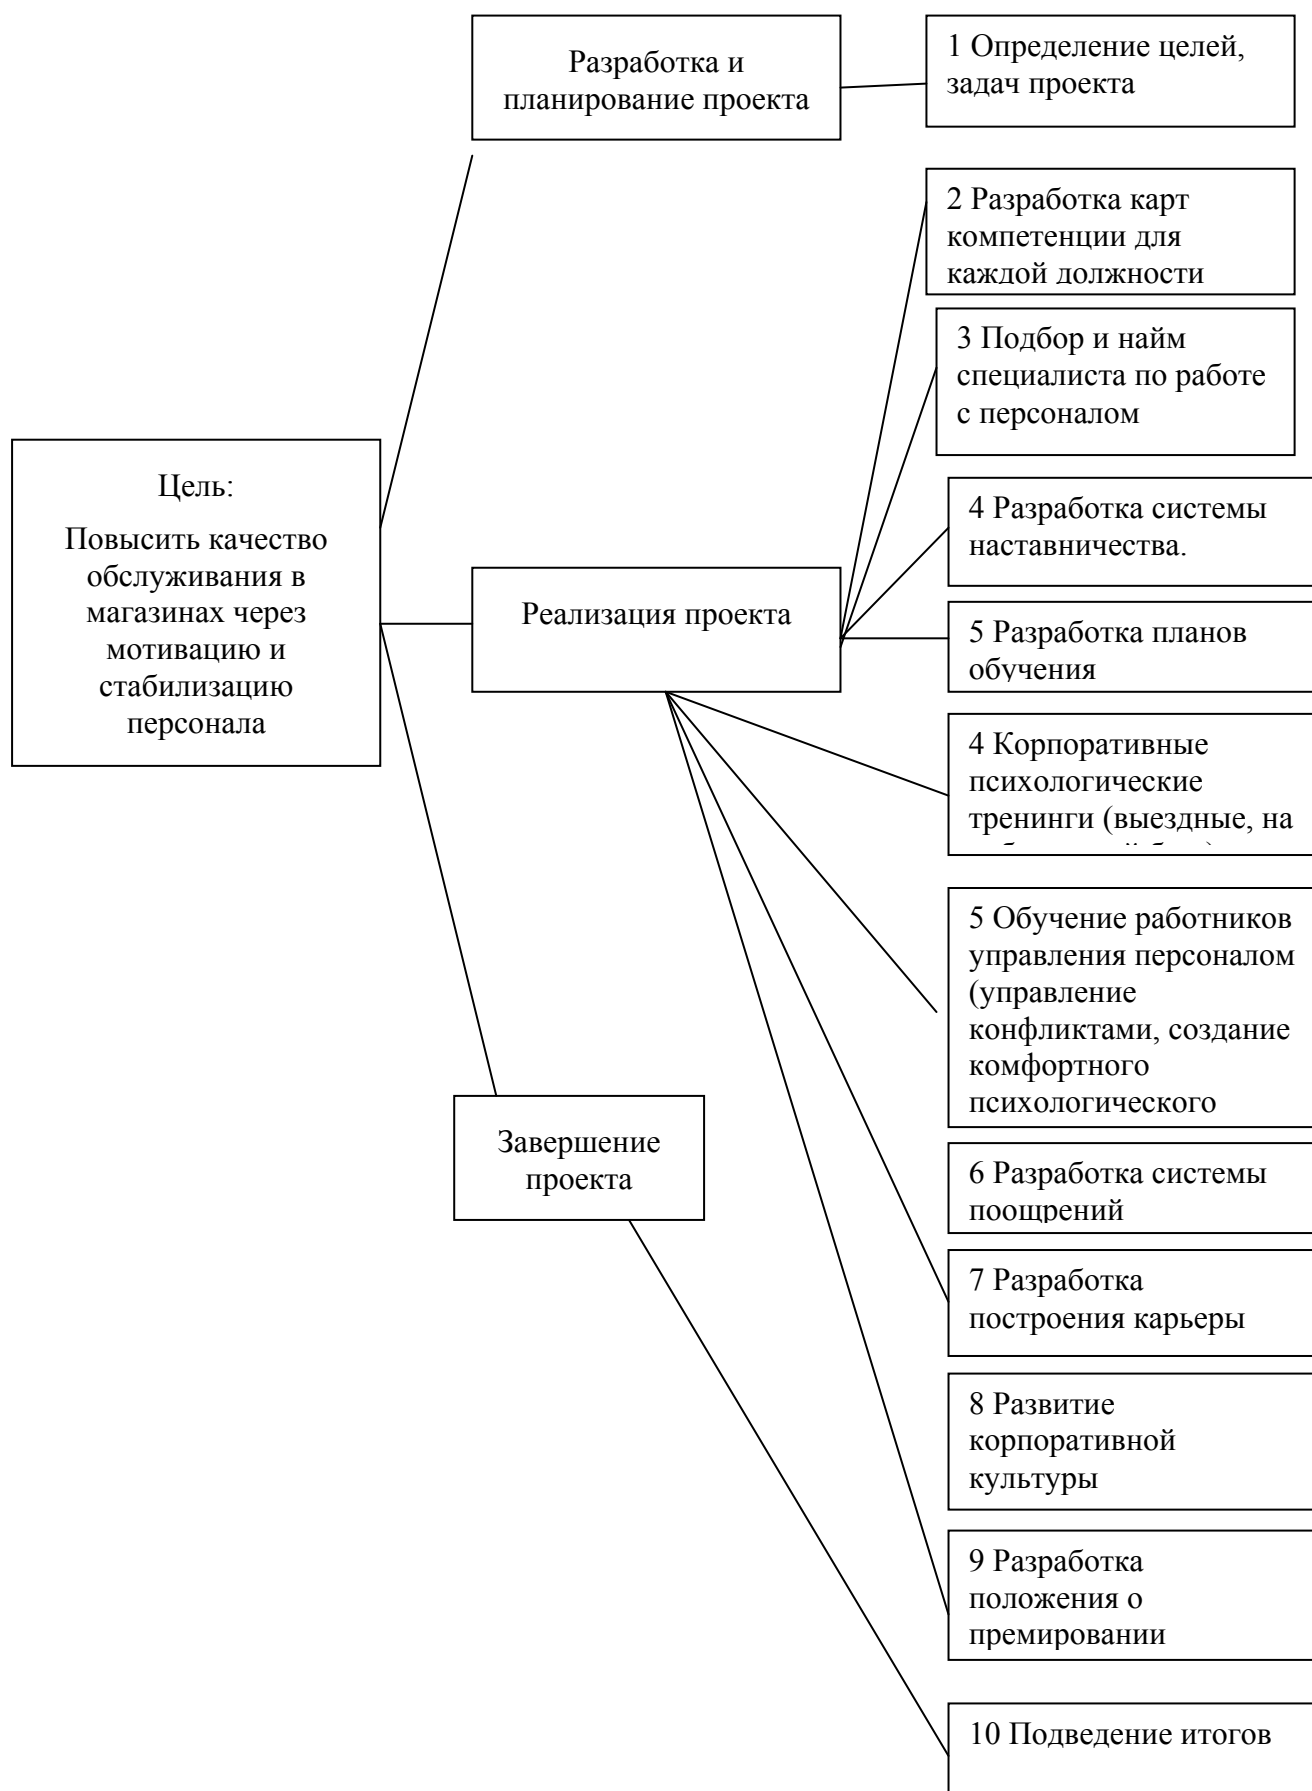 Разработка и
планирование проекта
1 Определение целей,
задач проекта
2 Разработка карт
компетенции для
каждой должности
3 Подбор и найм
специалиста по работе
с персоналом
Цель:
Повысить качество
обслуживания в
магазинах через
мотивацию и
стабилизацию
персонала
Реализация проекта
4 Разработка системы
наставничества.
5 Разработка планов
обучения
4 Корпоративные
психологические
тренинги (выездные, на
5 Обучение работников
управления персоналом
(управление
конфликтами, создание
комфортного
психологического
Завершение
проекта
6 Разработка системы
поощрений
7 Разработка
построения карьеры
8 Развитие
корпоративной
культуры
9 Разработка
положения о
премировании
10 Подведение итогов